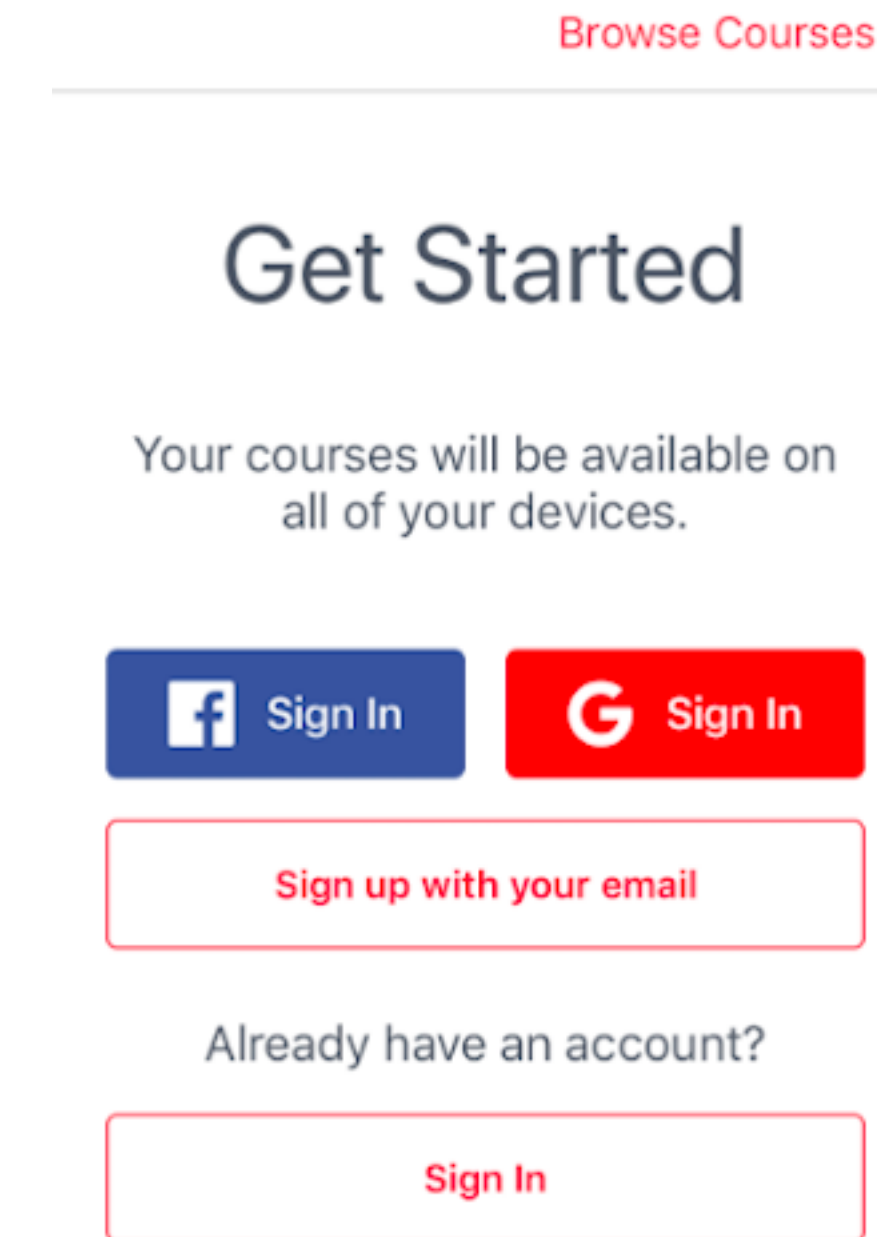 Browse Courses
Get Started
Your courses will be available on
all of your devices.
f Sign In
G Sign In
Sign up with your email
Already have an account?
Sign In